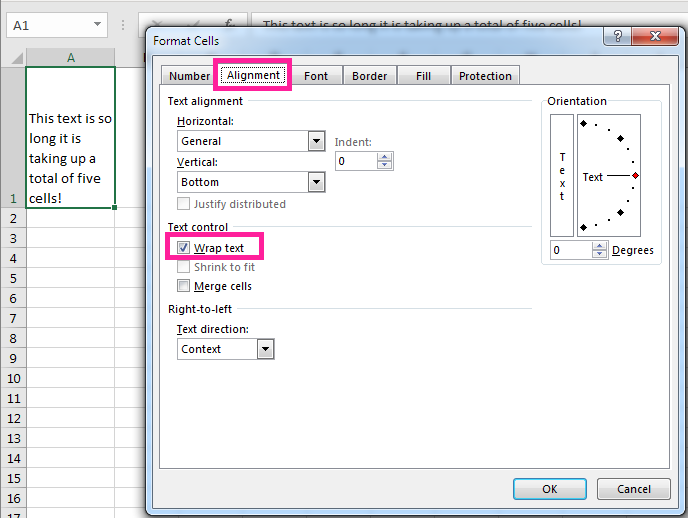 A1
fx
This text is so long it is taking up a total of five cells!
A
This text is so
long it is
taking up a
total of five
cells!
1
2
3
4
5
6
7
8
9
10
11
12
13
14
15
16
17
Format Cells
?
Number
Alignment
Font
Border
Fill
Protection
Text alignment
Horizontal:
General
Indent:
Vertical:
0
Bottom
Justify distributed
Text control
Wrap text
Shrink to fit
Merge cells
Right-to-left
Text direction:
Context
Orientation
T
e
x
t
Text
0 Degrees
OK
Cancel